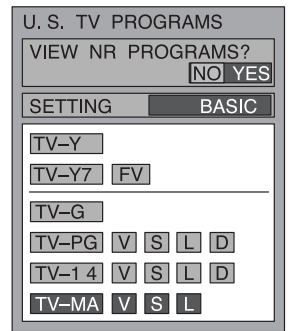 U. S. TV PROGRAMS
VIEW NR PROGRAMS?
NO YES
SETTING BASIC
TV–Y
TV–Y7 FV
TV–G
TV–PG V S L D
TV–1 4 V S L D
TV–MA V S L